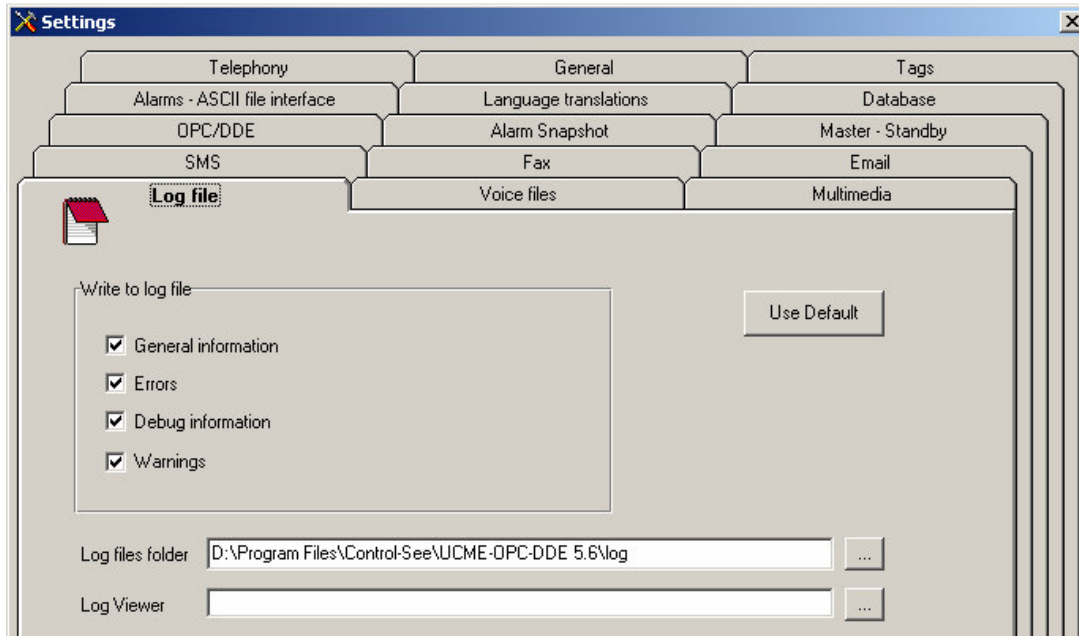 Settings
Telephony General Tags
Alarms - ASCII file interface Language translations Database
OPC/DDE Alarm Snapshot Master - Standby
SMS Fax Email
Log file Voice files Multimedia
Write to log file
Use Default
General information
Errors
Debug information
Warnings
Log files folder D:\Program Files\Control-See\UCME-OPC-DDE 5.6\log ...
Log Viewer ...